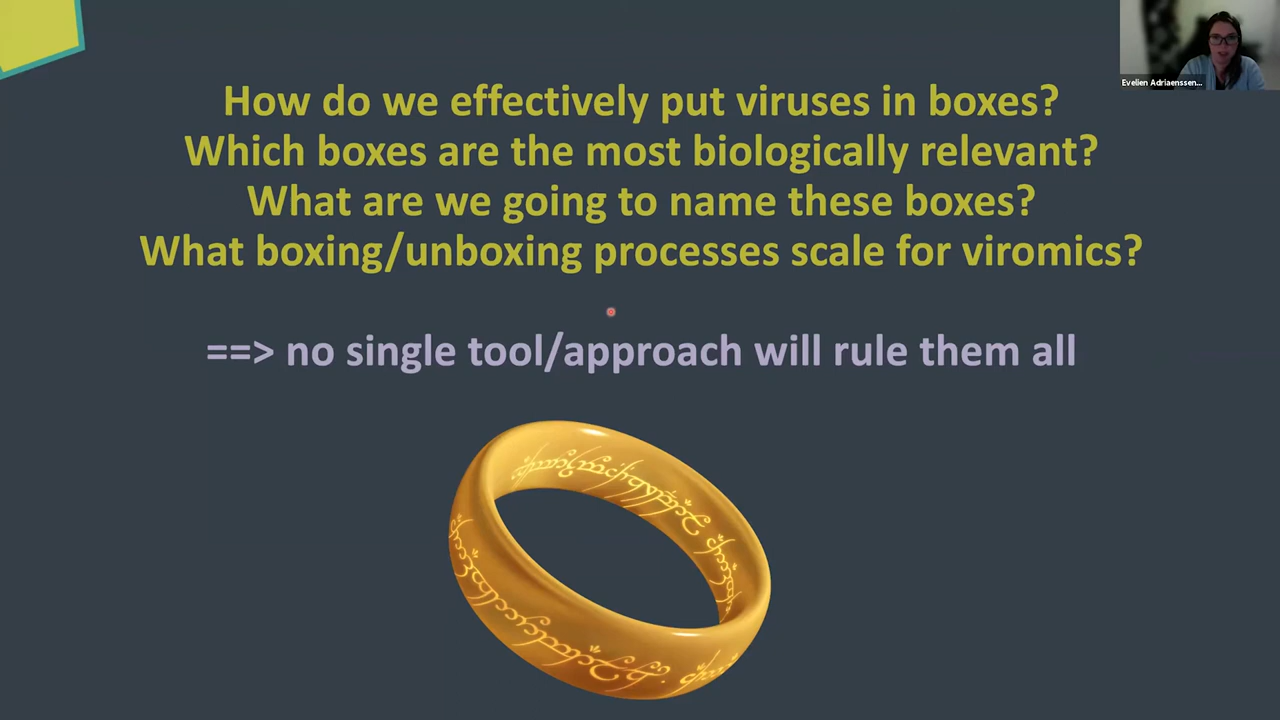 How do we effectively put viruses in boxes?
Which boxes are the most biologically relevant?
What are we going to name these boxes?
What boxing/unboxing processes scale for viromics?
==> no single tool/approach will rule them all
Evelien Adriaenssen...